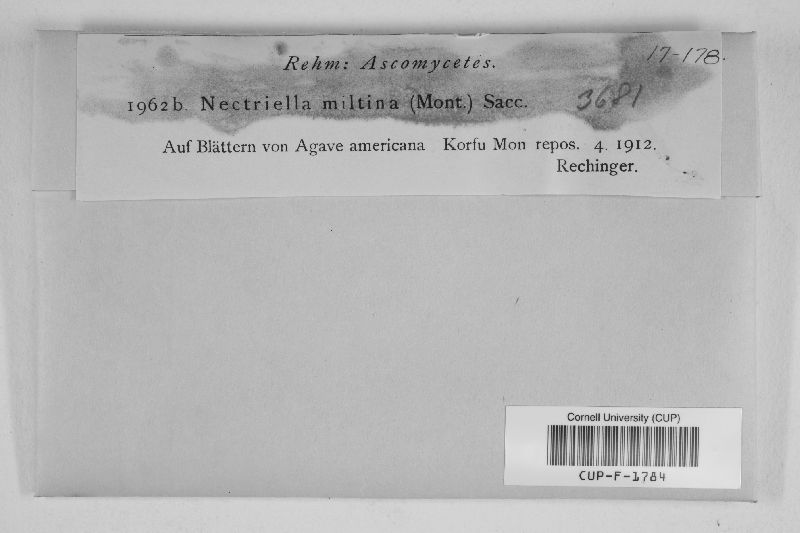 17-178.
Rehm: Ascomycetes.
1962b. Nectriella miltina (Mont.) Sacc. 3681
Auf Blättern von Agave americana Korfu Mon repos. 4. 1912.
Rechinger.
Cornell University (CUP)
CUP-F-1784